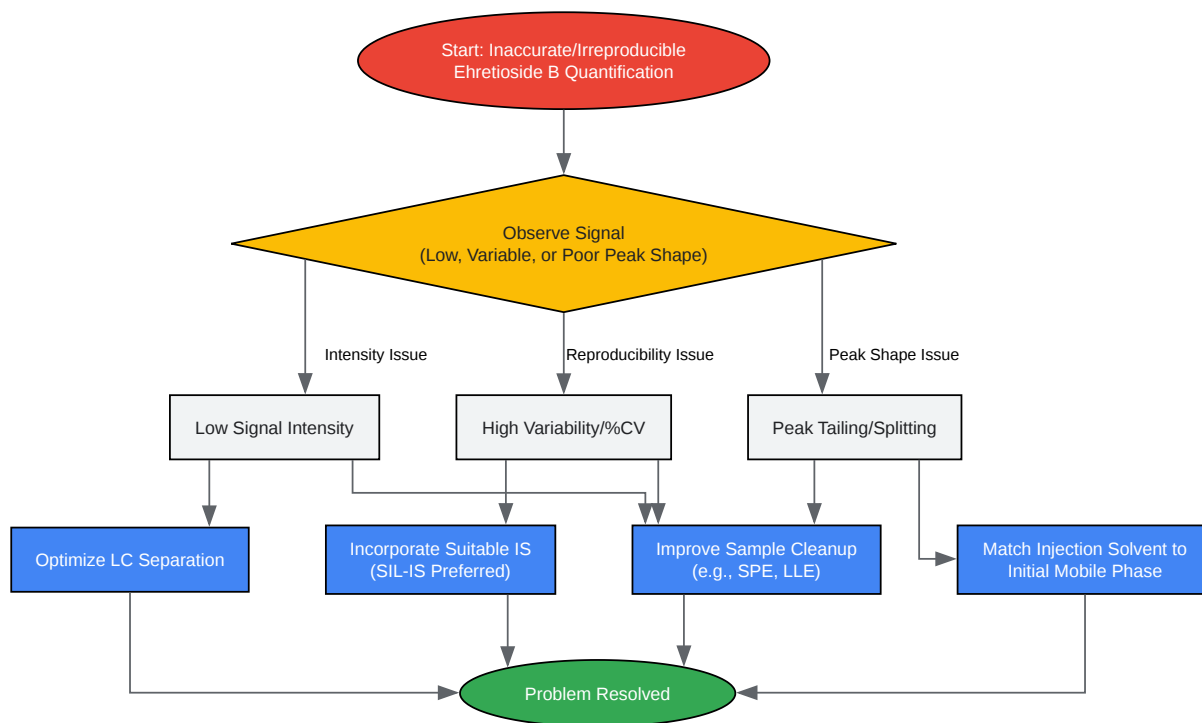 Start: Inaccurate/Irreproducible
Ehretioside B Quantification
Observe Signal
(Low, Variable, or Poor Peak Shape)
Intensity Issue
Reproducibility Issue
Peak Shape Issue
Low Signal Intensity
High Variability/%CV
Peak Tailing/Splitting
Optimize LC Separation
Incorporate Suitable IS
(SIL-IS Preferred)
Improve Sample Cleanup
(e.g., SPE, LLE)
Match Injection Solvent to
Initial Mobile Phase
Problem Resolved